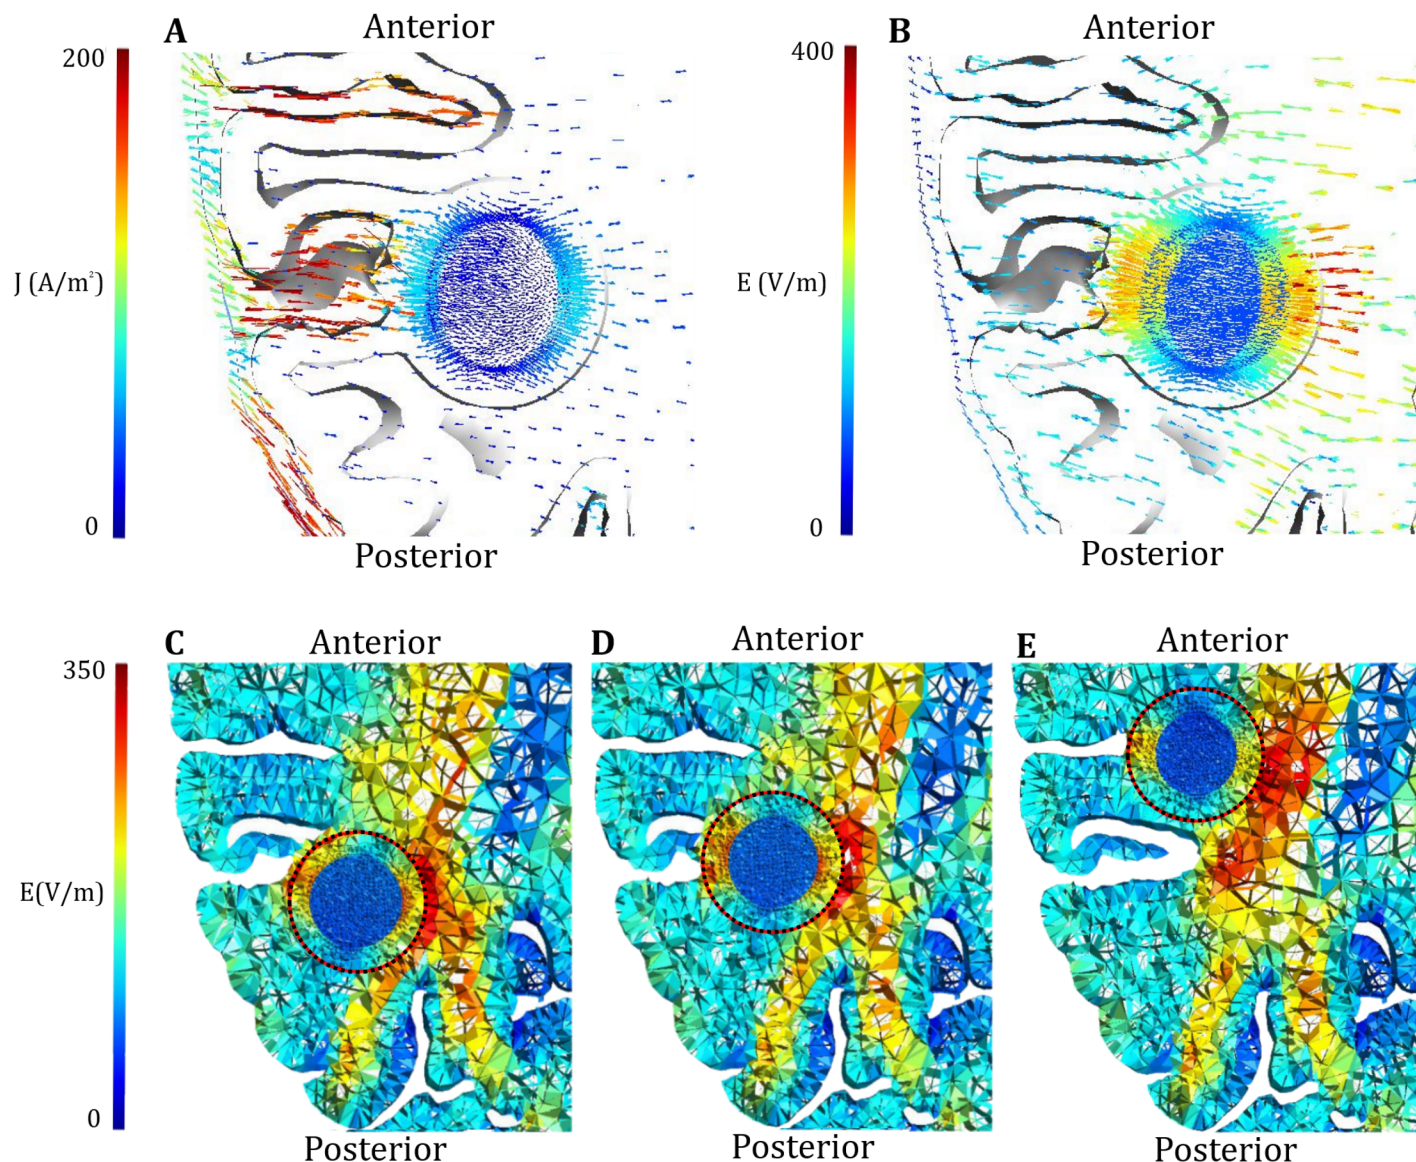 A
Anterior
200
J (A/m²)
0
Posterior
B
Anterior
400
E (V/m)
0
Posterior
C
Anterior
350
E(V/m)
0
Posterior
D
Anterior
Posterior
E
Anterior
Posterior